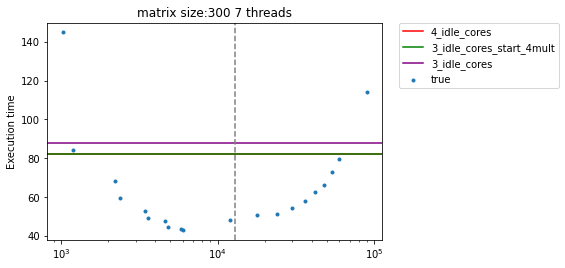 matrix size:300 7 threads
Execution time
140
120
100
80
60
40
10³
10⁴
10⁵
4_idle_cores
3_idle_cores_start_4mult
3_idle_cores
true